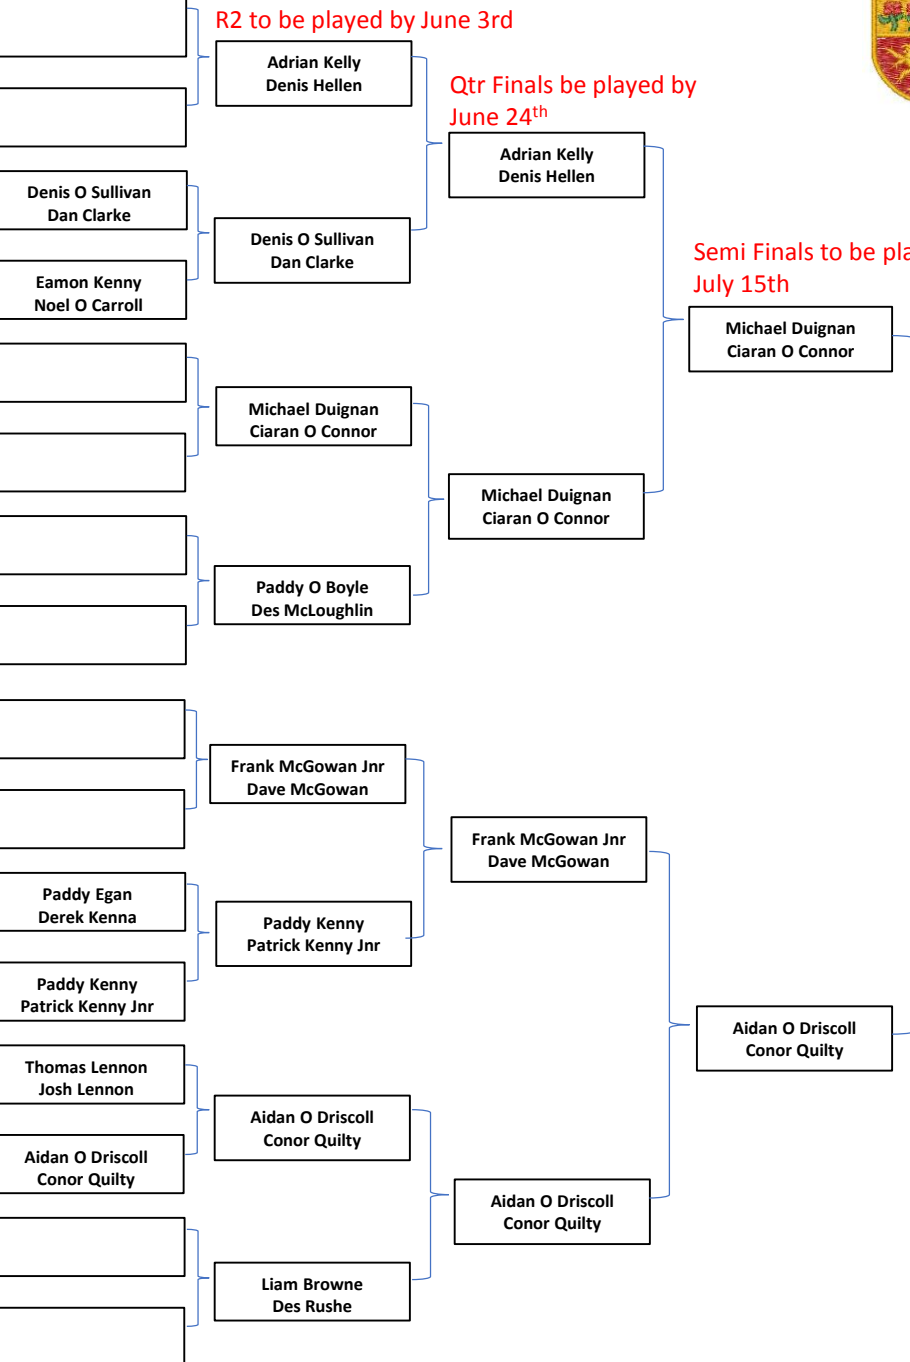 R2 to be played by June 3rd
Adrian Kelly
Denis Hellen
Qtr Finals be played by
June 24th
Adrian Kelly
Denis Hellen
Denis O Sullivan
Dan Clarke
Denis O Sullivan
Dan Clarke
Eamon Kenny
Noel O Carroll
Semi Finals to be pla
July 15th
Michael Duignan
Ciaran O Connor
Michael Duignan
Ciaran O Connor
Michael Duignan
Ciaran O Connor
Paddy O Boyle
Des McLoughlin
Frank McGowan Jnr
Dave McGowan
Frank McGowan Jnr
Dave McGowan
Paddy Egan
Derek Kenna
Paddy Kenny
Patrick Kenny Jnr
Paddy Kenny
Patrick Kenny Jnr
Aidan O Driscoll
Conor Quilty
Thomas Lennon
Josh Lennon
Aidan O Driscoll
Conor Quilty
Aidan O Driscoll
Conor Quilty
Aidan O Driscoll
Conor Quilty
Liam Browne
Des Rushe